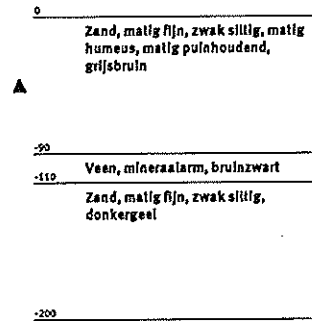 0
Zand, matig fijn, zwak siltig, matig
humeus, matig puinhoudend,
grijsbruin
-90
Veen, mineraalarm, bruinzwart
-110
Zand, matig fijn, zwak siltig,
donkergeel
-200